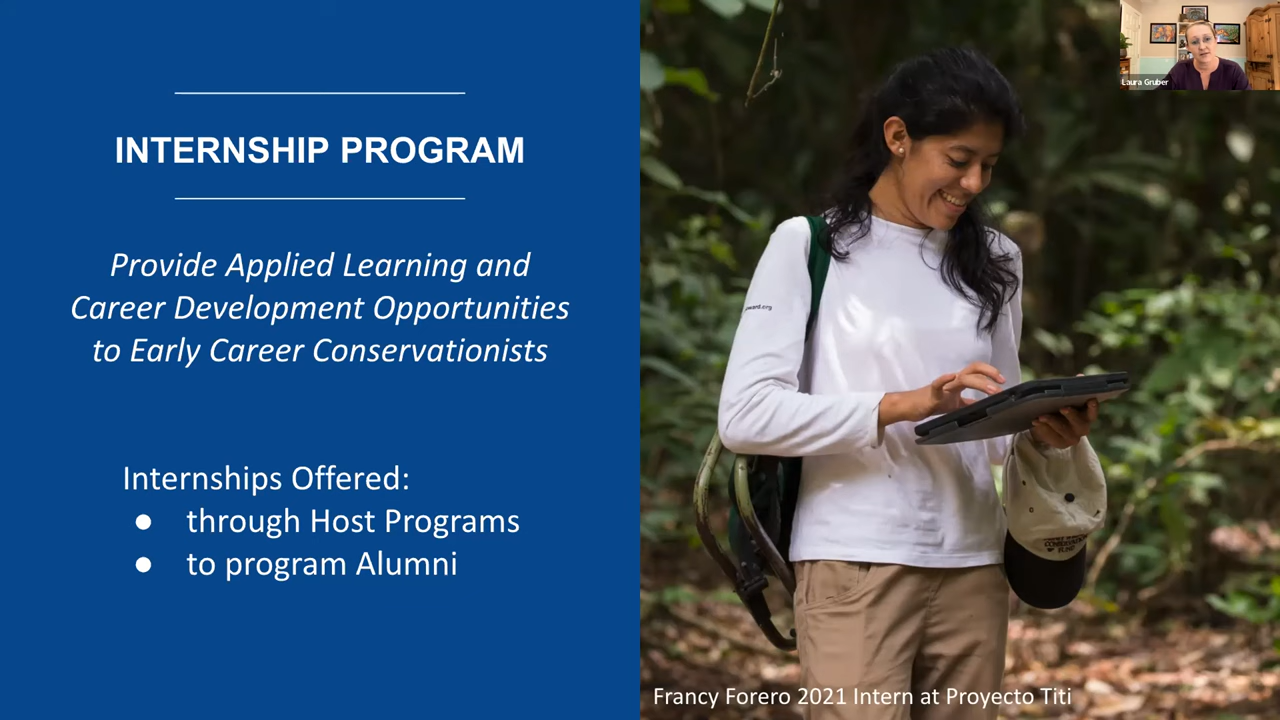 INTERNSHIP PROGRAM
Provide Applied Learning and
Career Development Opportunities
to Early Career Conservationists
Internships Offered:
● through Host Programs
● to program Alumni
Laura Gruber
Francy Forero 2021 Intern at Proyecto Titi